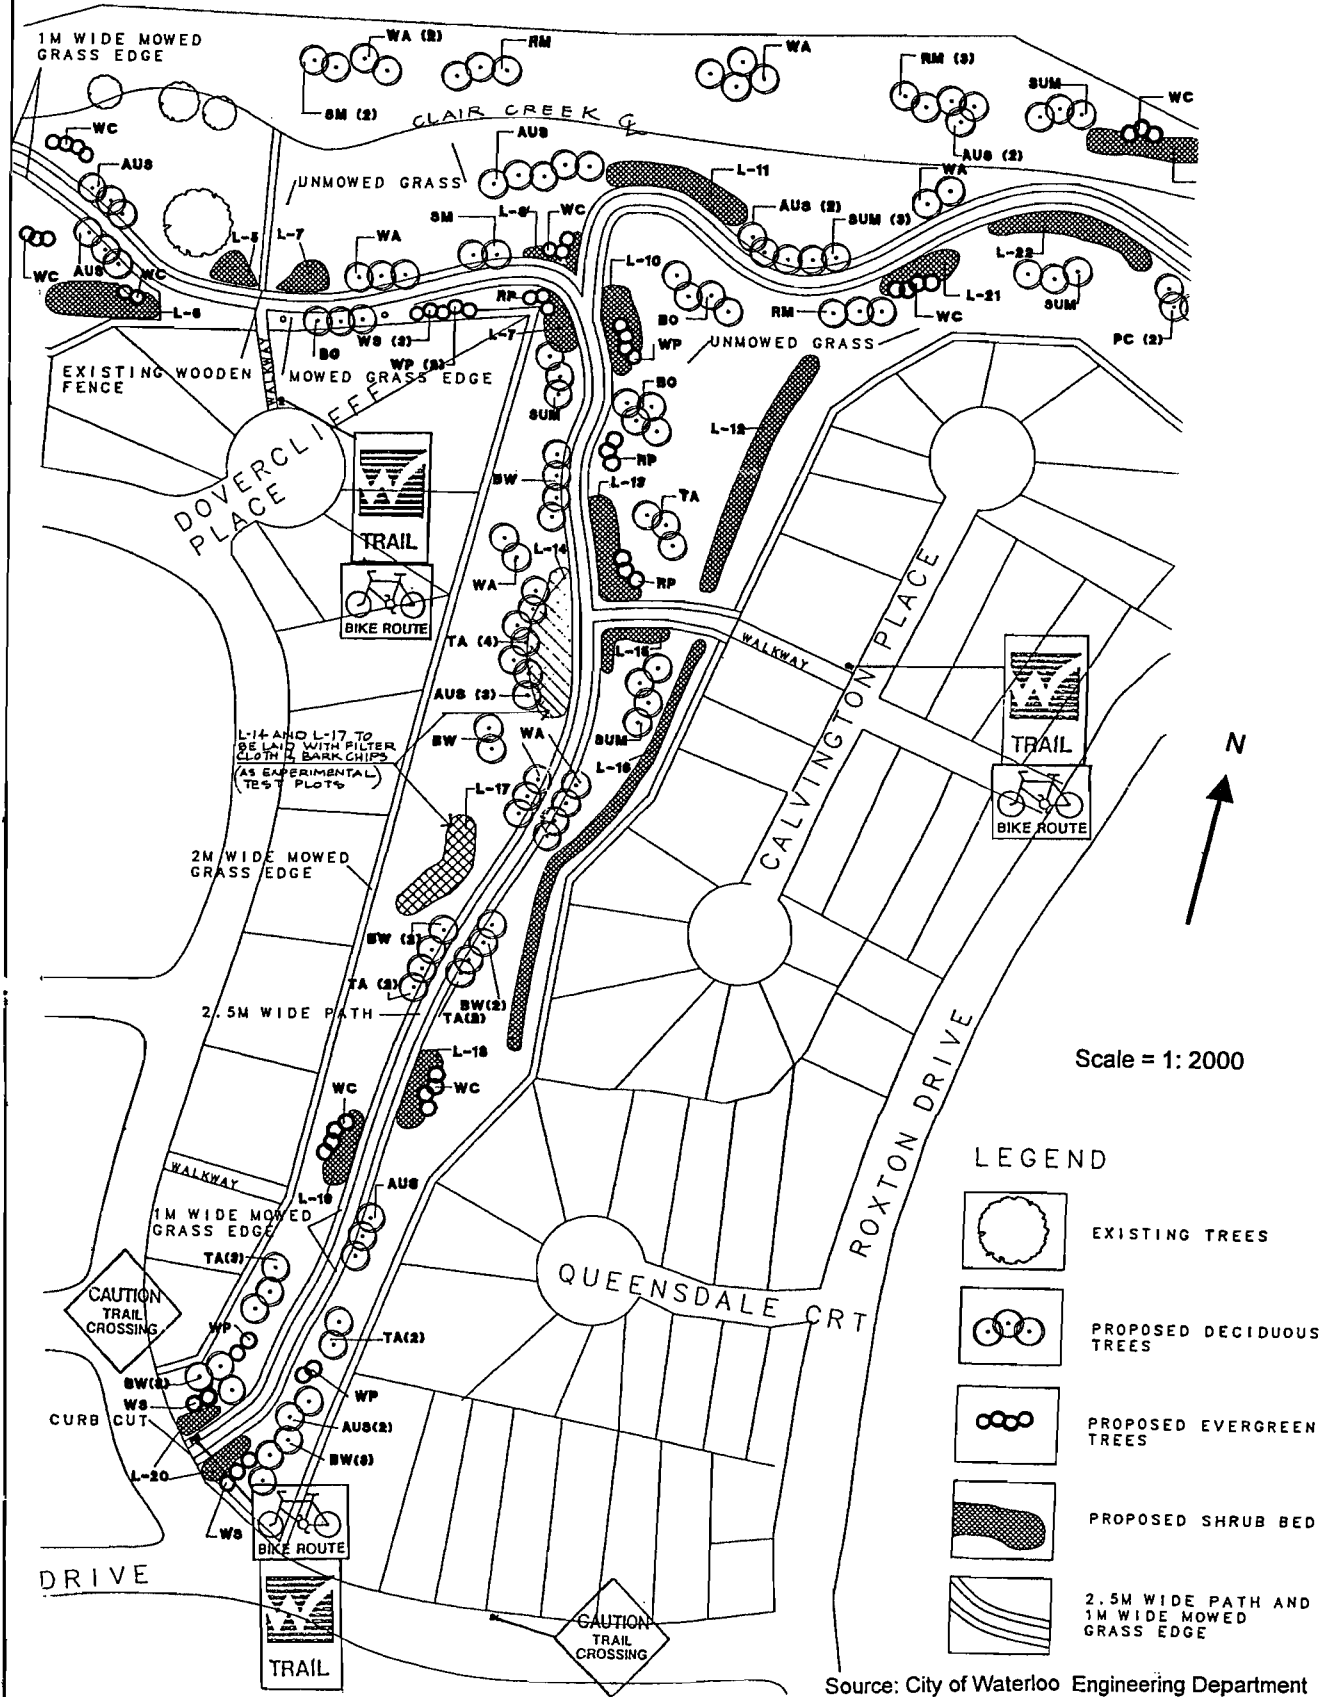 1M WIDE MOWED
GRASS EDGE
WA (2)
RM
WA
RM (3)
SUM
WC
SM (2)
CLAIR CREEK ℄
AUS
AUS (2)
WC
AUS
UNMOWED GRASS
L-11
WA
SM
L-8
WC
AUS (2)
SUM (3)
WC
AUS
WC
L-5
L-7
WA
L-10
L-22
SUM
L-6
RP
L-21
WC
BO
RM
BO
WS (3)
WP (2)
L-7
WP
UNMOWED GRASS
PC (2)
EXISTING WOODEN
FENCE
WALKWAY
MOWED GRASS EDGE
SUM
BO
L-12
DOVERCLIFFE
PLACE
RP
BW
L-13
TA
TRAIL
BIKE ROUTE
L-14
WA
RP
TA (4)
WALKWAY
L-15
AUS (3)
CALVINGTON PLACE
TRAIL
BIKE ROUTE
L-14 AND L-17 TO
BE LAID WITH FILTER
CLOTH & BARK CHIPS
(AS EXPERIMENTAL
TEST PLOTS)
BW
WA
SUM
L-16
N
L-17
2M WIDE MOWED
GRASS EDGE
BW (2)
TA (2)
BW(2)
TA(2)
2.5M WIDE PATH
L-18
WC
WC
ROXTON DRIVE
Scale = 1: 2000
WALKWAY
L-19
AUS
1M WIDE MOWED
GRASS EDGE
TA(3)
CAUTION
TRAIL
CROSSING
QUEENSDALE CRT
WP
TA(2)
BW(3)
WS
WP
CURB CUT
AUS(2)
BW(3)
L-20
WS
BIKE ROUTE
TRAIL
DRIVE
CAUTION
TRAIL
CROSSING
LEGEND
EXISTING TREES
PROPOSED DECIDUOUS
TREES
PROPOSED EVERGREEN
TREES
PROPOSED SHRUB BED
2.5M WIDE PATH AND
1M WIDE MOWED
GRASS EDGE
Source: City of Waterloo Engineering Department